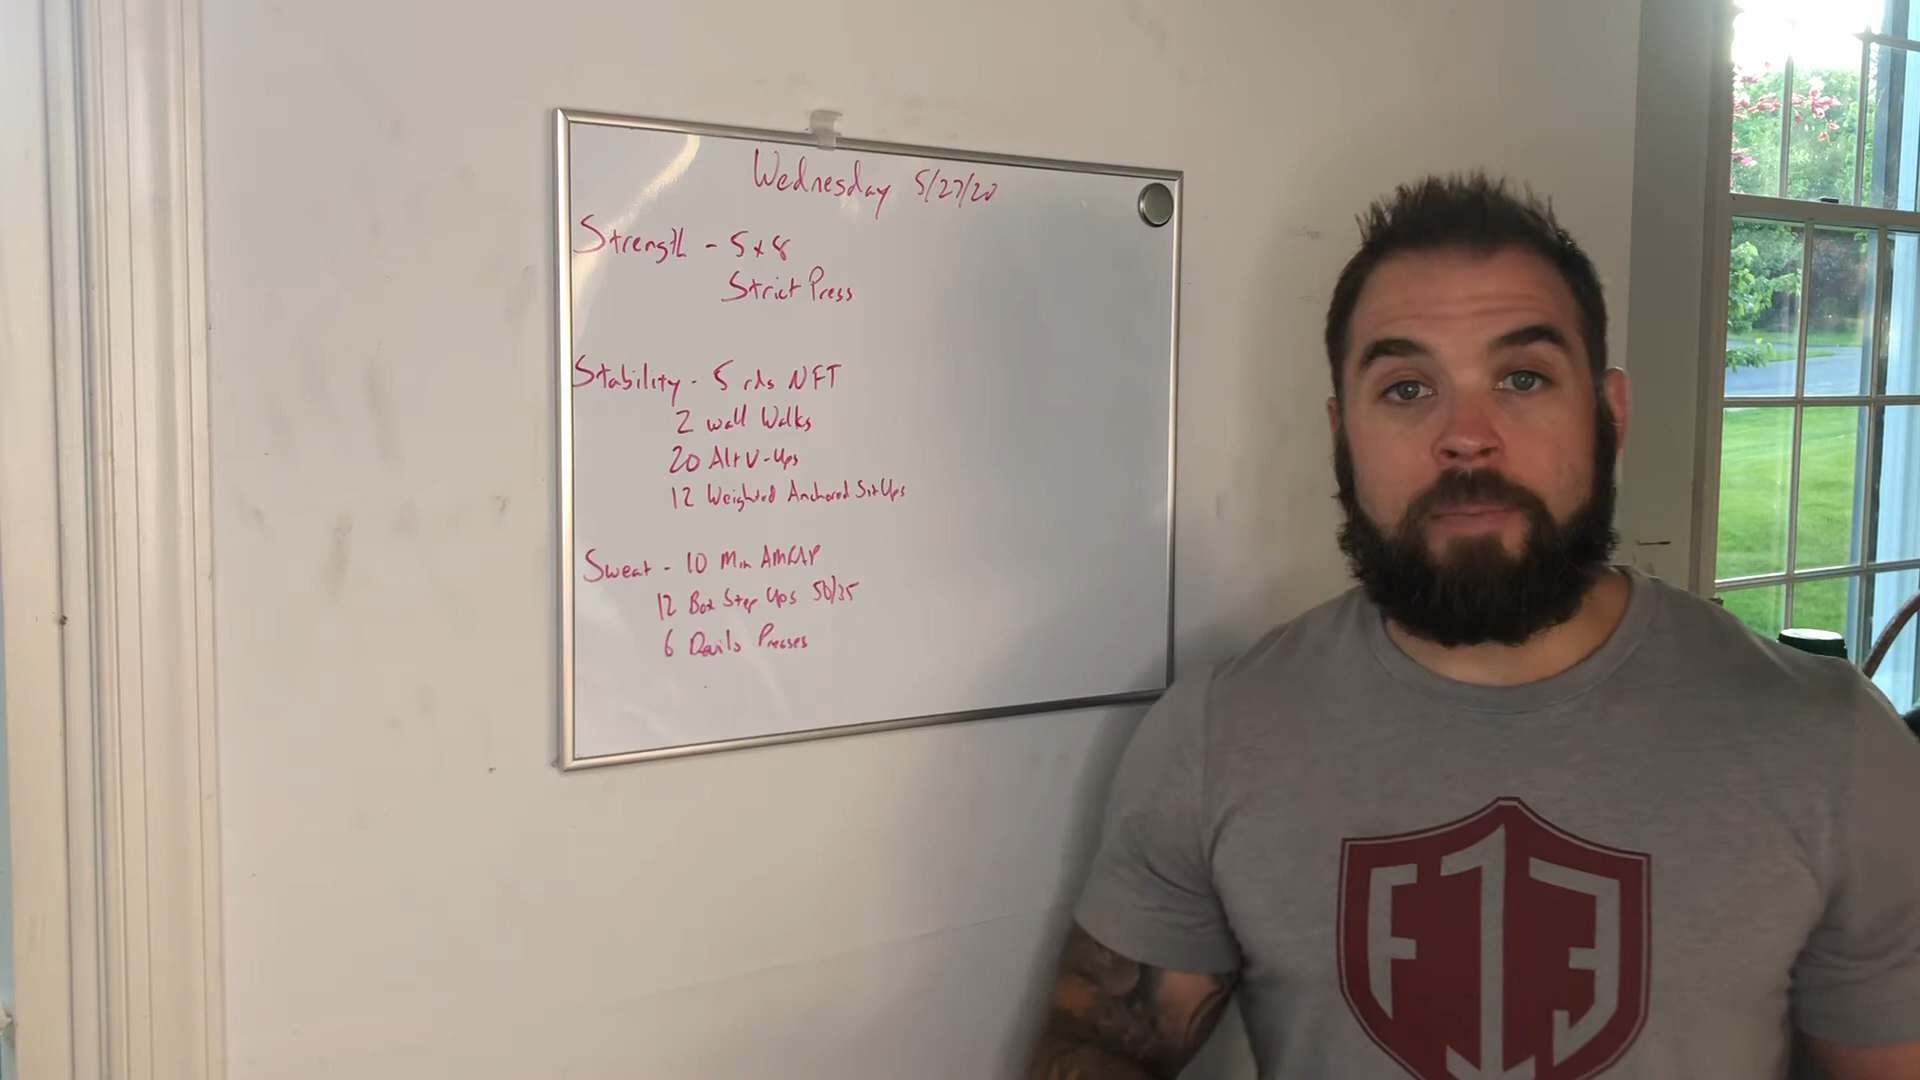 Wednesday 5/27/20
Strength - 5x8
Strict Press
Stability - 5 rds NFT
2 Wall Walks
20 Alt V-Ups
12 Weighted Anchored Sit Ups
Sweat - 10 Min AMRAP
12 Box Step Ups 50/35
6 Devils Presses
F13